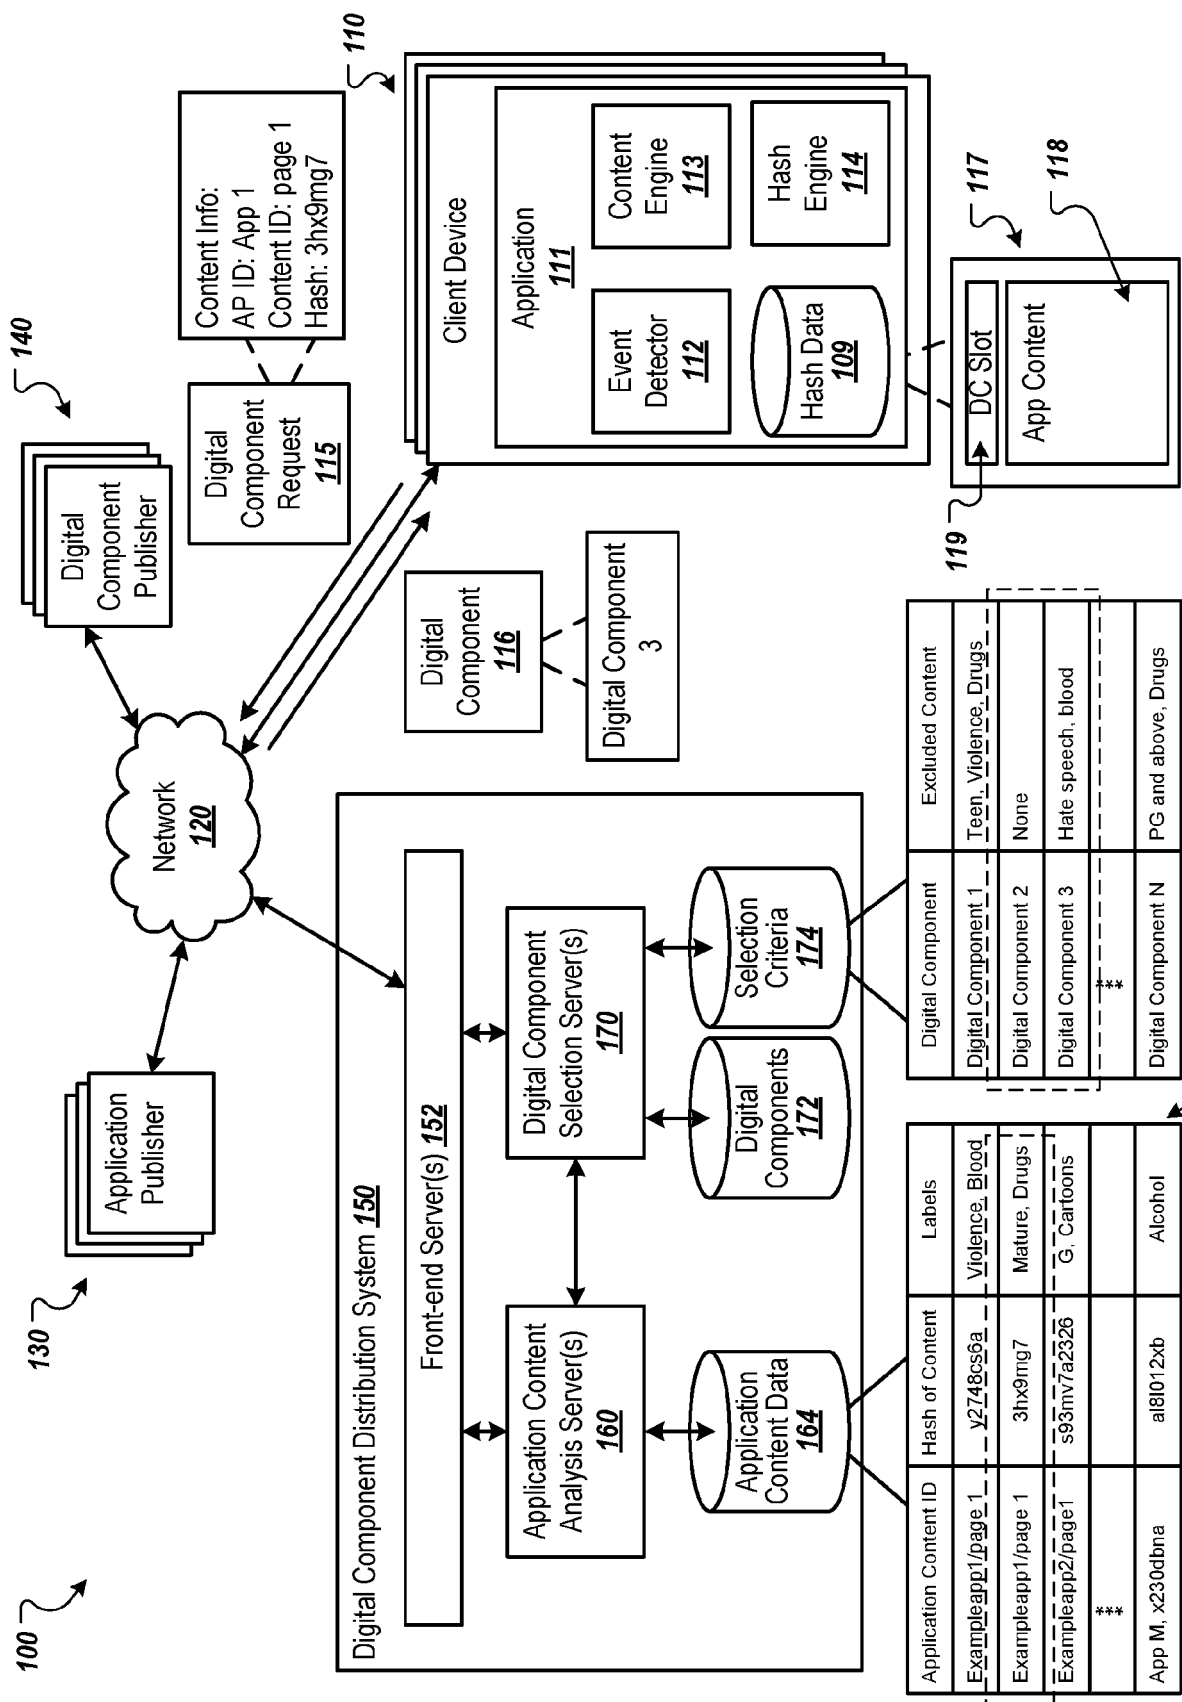 100
130
Application
Publisher
Network
120
Digital
Component
Publisher
140
Digital
Component
Request
115
Content Info:
AP ID: App 1
Content ID: page 1
Hash: 3hx9mg7
110
Digital Component Distribution System 150
Front-end Server(s) 152
Application Content
Analysis Server(s)
160
Digital Component
Selection Server(s)
170
Application
Content Data
164
Digital
Components
172
Selection
Criteria
174
Digital
Component
116
Digital Component
3
Client Device
Application
111
Event
Detector
112
Content
Engine
113
Hash Data
109
Hash
Engine
114
117
DC Slot
App Content
118
119
Application Content ID Hash of Content Labels
Exampleapp1/page 1 y2748cs6a Violence, Blood
Exampleapp1/page 1 3hx9mg7 Mature, Drugs
Exampleapp2/page1 s93mv7a2326 G, Cartoons
***
App M, x230dbna al8l012xb Alcohol
Digital Component Excluded Content
Digital Component 1 Teen, Violence, Drugs
Digital Component 2 None
Digital Component 3 Hate speech, blood
***
Digital Component N PG and above, Drugs